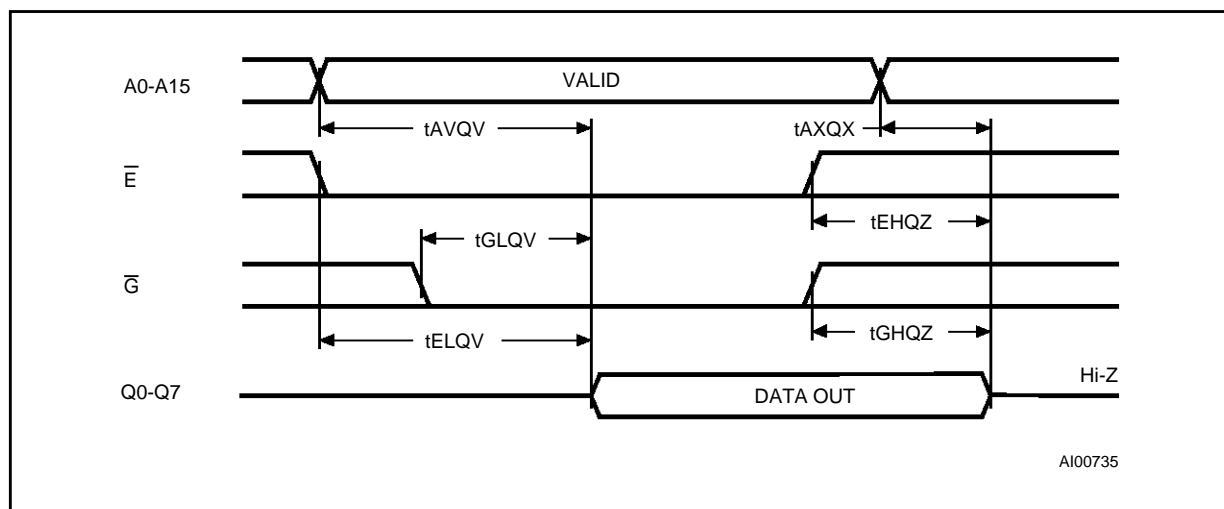 A0-A15
VALID
tAVQV
tAXQX
E
tEHQZ
tGLQV
G
tELQV
tGHQZ
Q0-Q7
DATA OUT
Hi-Z
AI00735